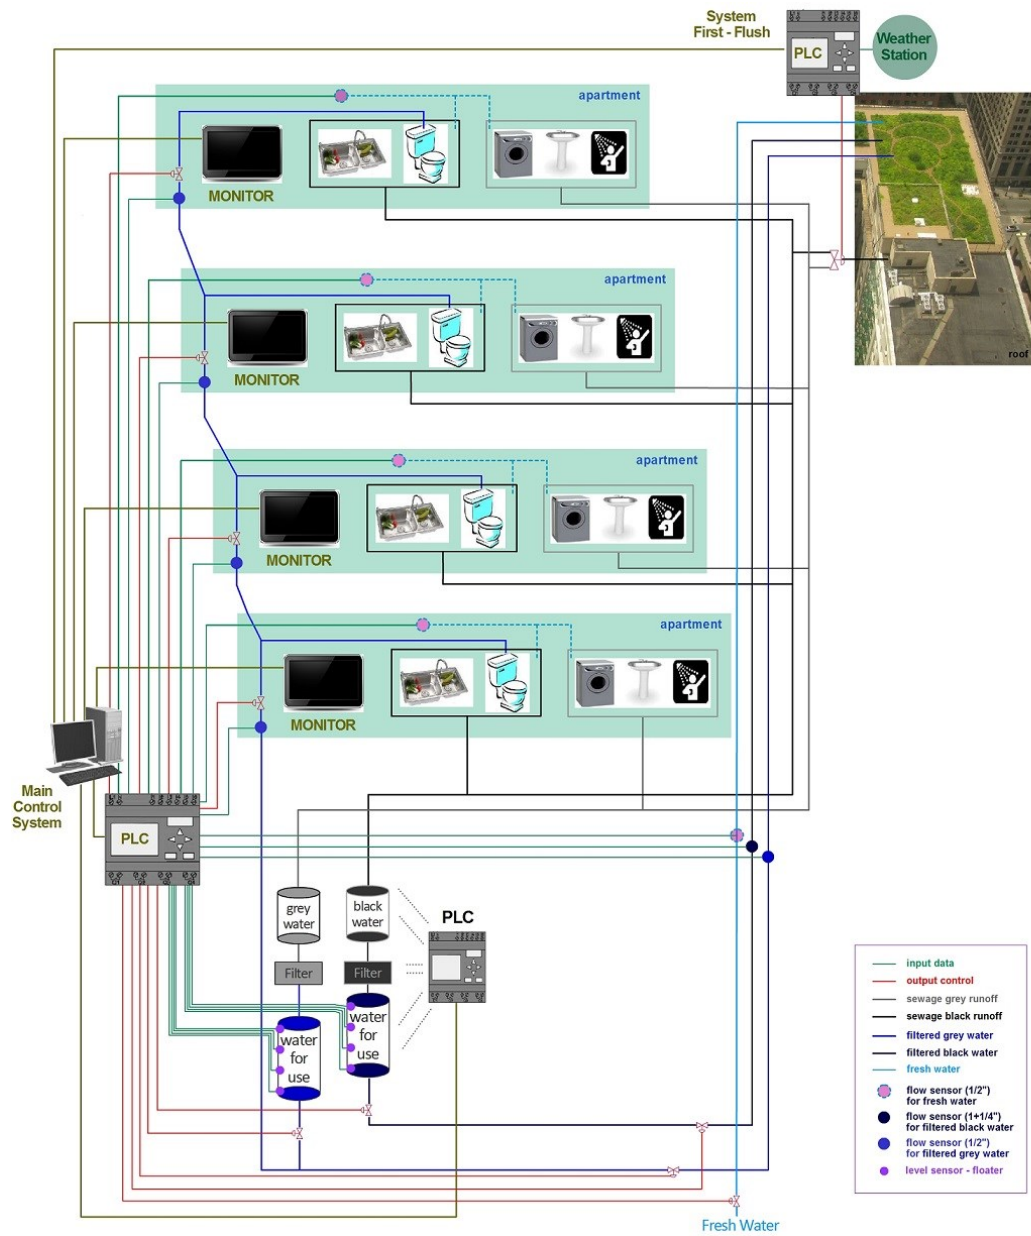 System
First - Flush
PLC
Weather
Station
apartment
MONITOR
roof
apartment
MONITOR
apartment
MONITOR
apartment
MONITOR
Main
Control
System
PLC
grey
water
black
water
PLC
Filter
Filter
water
for
use
water
for
use
input data
output control
sewage grey runoff
sewage black runoff
filtered grey water
filtered black water
fresh water
flow sensor (1/2")
for fresh water
flow sensor (1+1/4")
for filtered black water
flow sensor (1/2")
for filtered grey water
level sensor - floater
Fresh Water